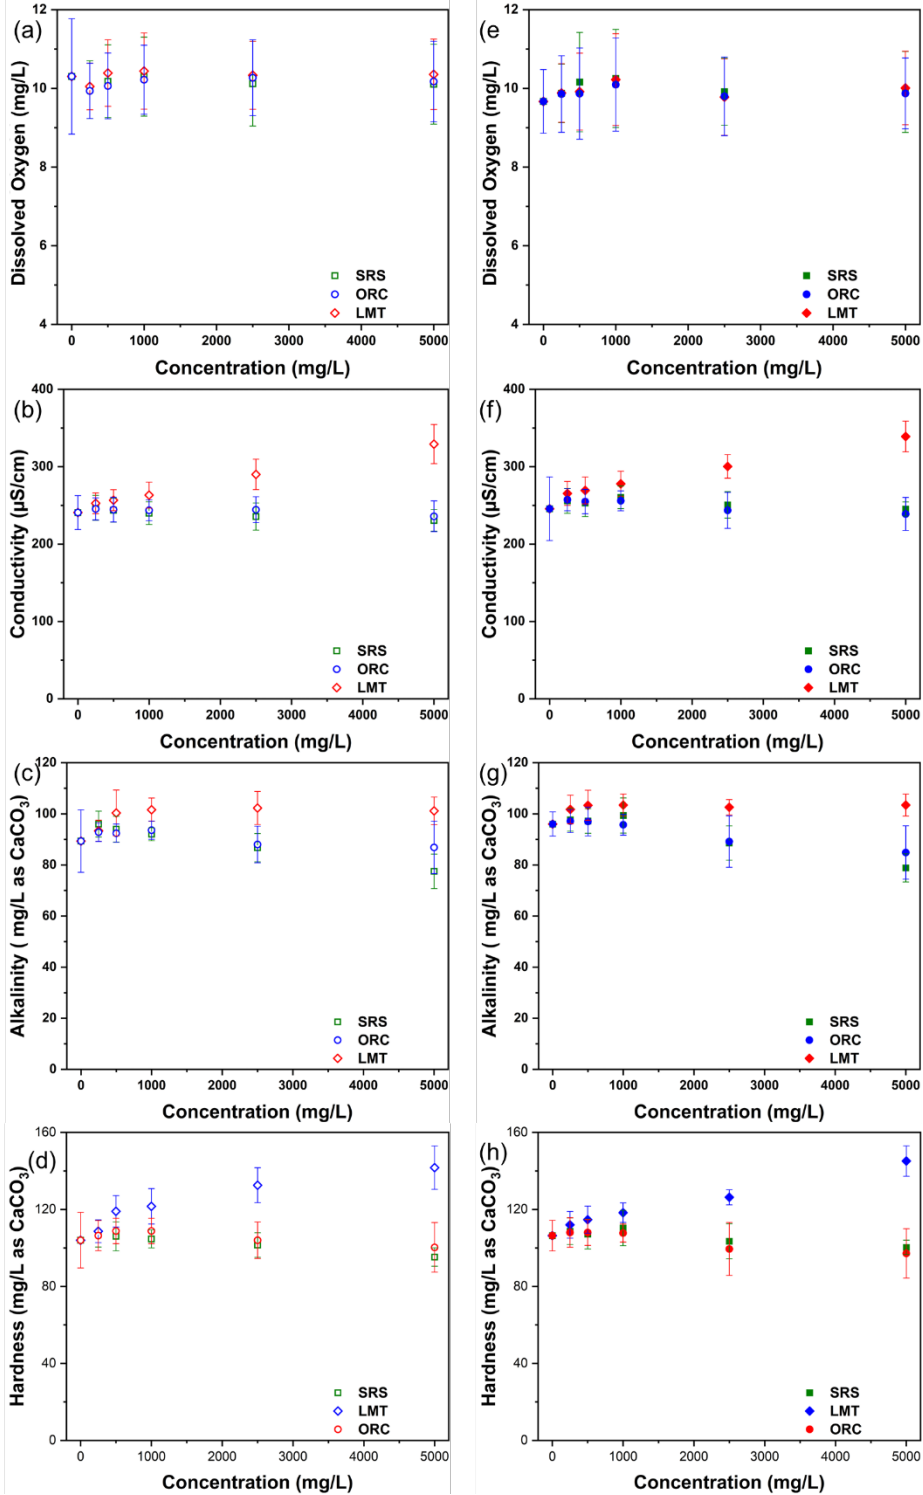 (a)
12
10
8
6
4
Dissolved Oxygen (mg/L)
SRS
ORC
LMT
0 1000 2000 3000 4000 5000
Concentration (mg/L)
(e)
12
10
8
6
4
Dissolved Oxygen (mg/L)
SRS
ORC
LMT
0 1000 2000 3000 4000 5000
Concentration (mg/L)
(b)
400
300
200
100
0
Conductivity (µS/cm)
SRS
ORC
LMT
0 1000 2000 3000 4000 5000
Concentration (mg/L)
(f)
400
300
200
100
0
Conductivity (µS/cm)
SRS
ORC
LMT
0 1000 2000 3000 4000 5000
Concentration (mg/L)
(c)
120
100
80
60
40
20
0
Alkalinity ( mg/L as CaCO₃)
SRS
ORC
LMT
0 1000 2000 3000 4000 5000
Concentration (mg/L)
(g)
120
100
80
60
40
20
0
Alkalinity ( mg/L as CaCO₃)
SRS
ORC
LMT
0 1000 2000 3000 4000 5000
Concentration (mg/L)
(d)
160
120
80
40
0
Hardness (mg/L as CaCO₃)
SRS
LMT
ORC
0 1000 2000 3000 4000 5000
Concentration (mg/L)
(h)
160
120
80
40
0
Hardness (mg/L as CaCO₃)
SRS
LMT
ORC
0 1000 2000 3000 4000 5000
Concentration (mg/L)